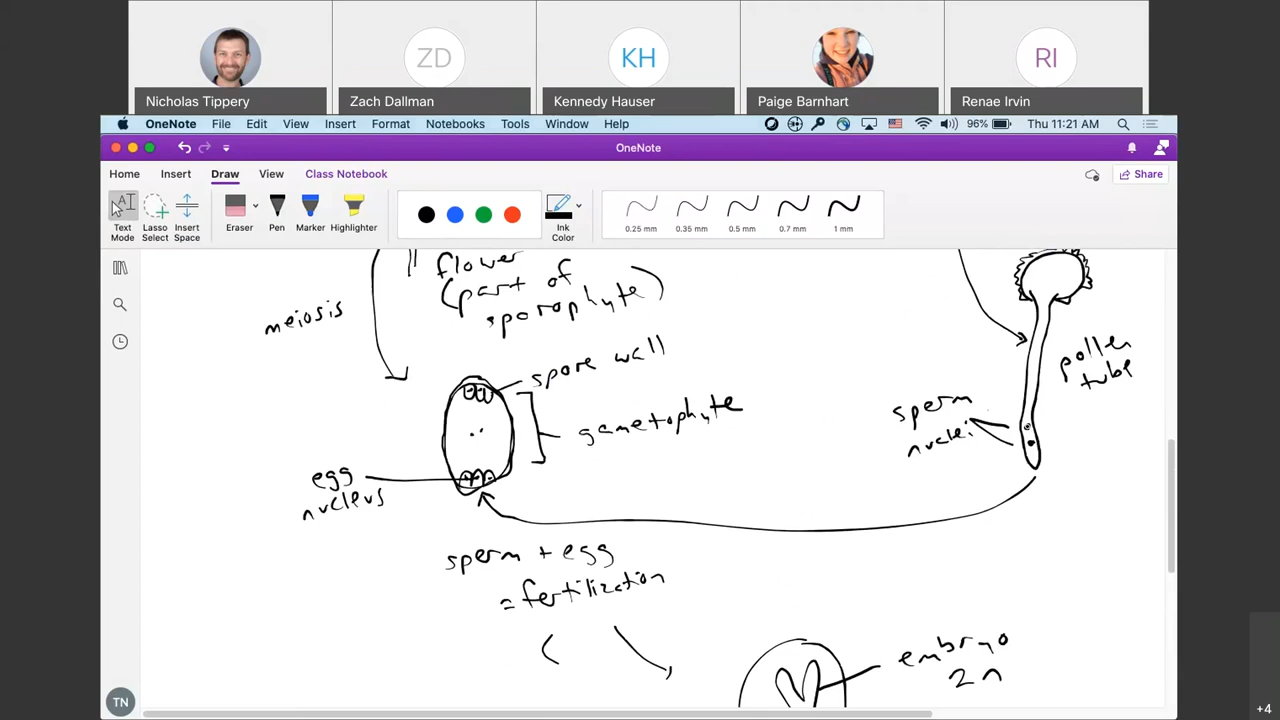 ZD
KH
RI
Nicholas Tippery
Zach Dallman
Kennedy Hauser
Paige Barnhart
Renae Irvin
OneNote File Edit View Insert Format Notebooks Tools Window Help 96% Thu 11:21 AM
OneNote
Home Insert Draw View Class Notebook Share
Text Mode
Lasso Select
Insert Space
Eraser
Pen
Marker
Highlighter
Ink Color
0.25 mm
0.35 mm
0.5 mm
0.7 mm
1 mm
flower
(part of
sporophyte)
meiosis
spore wall
gametophyte
egg
nucleus
sperm
nuclei
pollen
tube
sperm + egg
= fertilization
embryo
2n
TN
+4